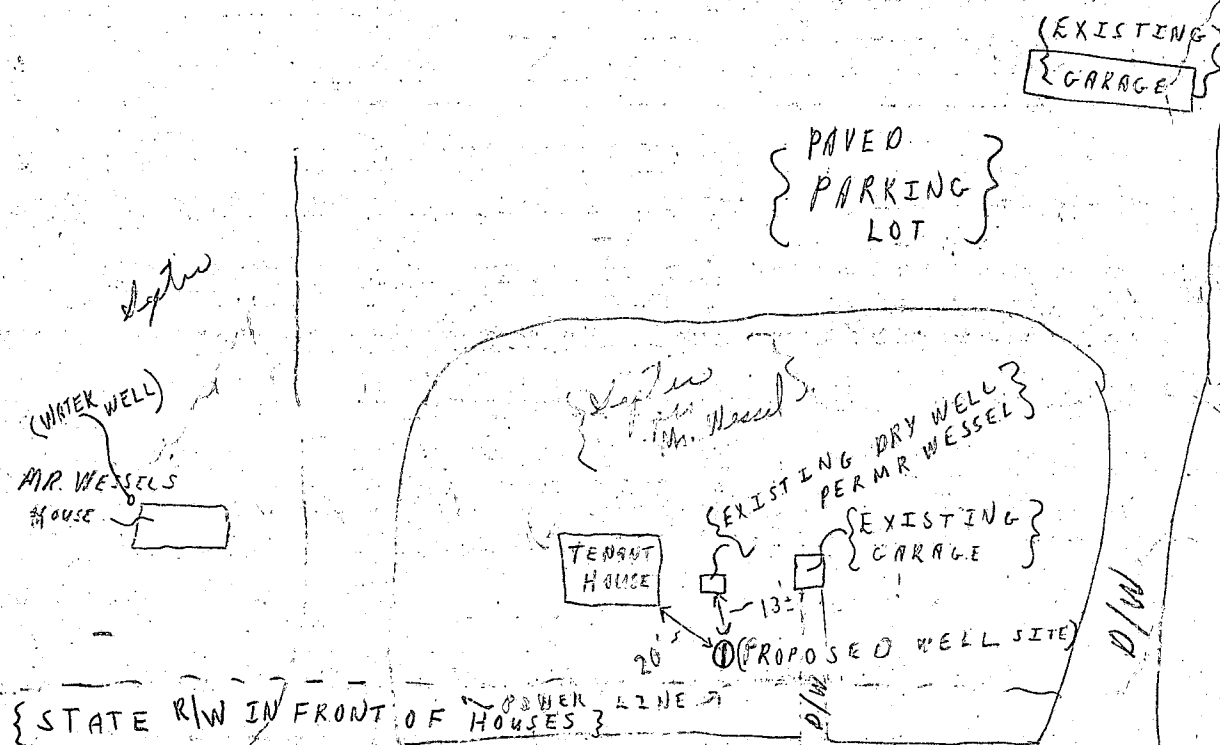 {EXISTING}
{GARAGE}
{PAVED
PARKING
LOT}
Septic
(WATER WELL)
MR. WESSELS
HOUSE
{Septic
per
Mr. Wessel}
{EXISTING DRY WELL
PER MR WESSEL}
{EXISTING
GARAGE}
TENANT
HOUSE
13'±
20'±
(PROPOSED WELL SITE)
D/W
POWER LINE
D/W
{STATE R/W IN FRONT OF HOUSES}